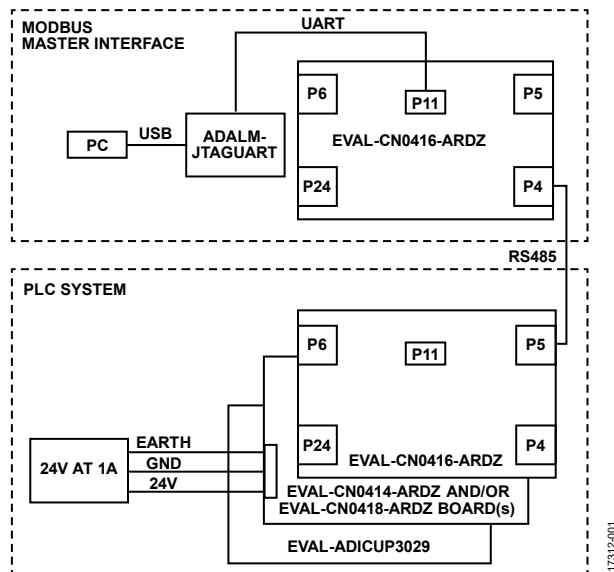 MODBUS
MASTER INTERFACE
UART
P6
P11
P5
EVAL-CN0416-ARDZ
PC
USB
ADALM-
JTAGUART
P24
P4
RS485
PLC SYSTEM
P6
P11
P5
P24
P4
EVAL-CN0416-ARDZ
24V AT 1A
EARTH
GND
24V
EVAL-CN0414-ARDZ AND/OR
EVAL-CN0418-ARDZ BOARD(s)
EVAL-ADICUP3029
17312-001